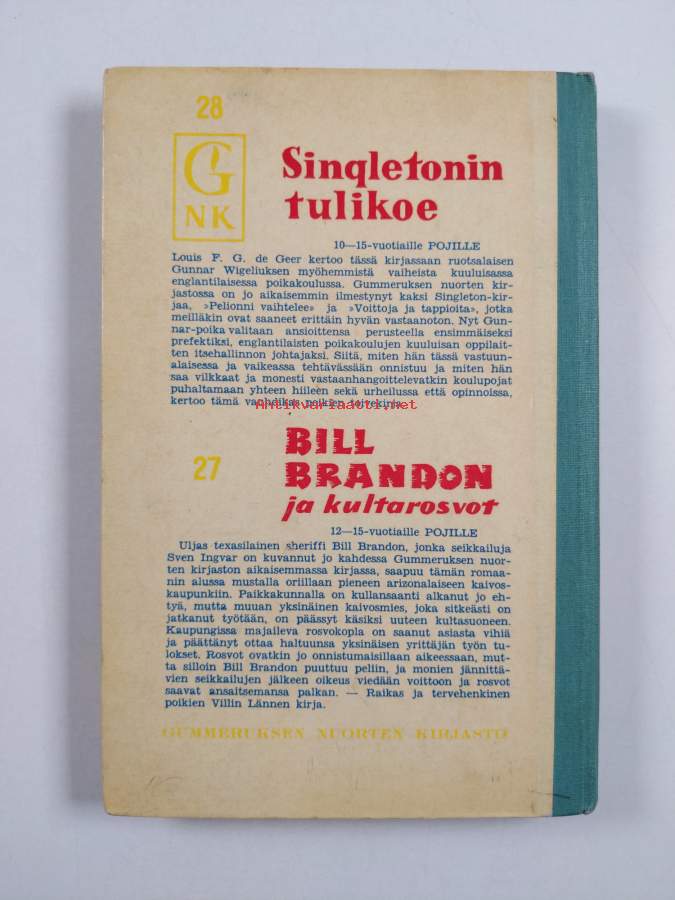 28
G
NK
Singletonin
tulikoe
10—15-vuotiaille POJILLE
Louis F. G. de Geer kertoo tässä kirjassaan ruotsalaisen
Gunnar Wigeliuksen myöhemmistä vaiheista kuuluisassa
englantilaisessa poikakoulussa. Gummeruksen nuorten kir-
jastossa on jo aikaisemmin ilmestynyt kaksi Singleton-kir-
jaa, »Pelionni vaihtelee» ja »Voittoja ja tappioita», jotka
meilläkin ovat saaneet erittäin hyvän vastaanoton. Nyt Gun-
nar-poika valitaan ansioittensa perusteella ensimmäiseksi
prefektiksi, englantilaisten poikakoulujen kuuluisan oppilait-
ten itsehallinnon johtajaksi. Siitä, miten hän tässä vastuun-
alaisessa ja vaikeassa tehtävässään onnistuu ja miten hän
saa vilkkaat ja monesti vastaanhangoittelevatkin koulupojat
puhaltamaan yhteen hiileen sekä urheilussa että opinnoissa,
kertoo tämä vauhdikas poikien toivekirja.
Antikvariaatti.net
27
BILL
BRANDON
ja kultarosvot
12—15-vuotiaille POJILLE
Uljas texasilainen sheriffi Bill Brandon, jonka seikkailuja
Sven Ingvar on kuvannut jo kahdessa Gummeruksen nuor-
ten kirjaston aikaisemmassa kirjassa, saapuu tämän romaa-
nin alussa mustalla oriillaan pieneen arizonalaiseen kaivos-
kaupunkiin. Paikkakunnalla on kullansaanti alkanut jo eh-
tyä, mutta muuan yksinäinen kaivosmies, joka sitkeästi on
jatkanut työtään, on päässyt käsiksi uuteen kultasuoneen.
Kaupungissa majaileva rosvokopla on saanut asiasta vihiä
ja päättänyt ottaa haltuunsa yksinäisen yrittäjän työn tu-
lokset. Rosvot ovatkin jo onnistumaisillaan aikeessaan, mut-
ta silloin Bill Brandon puuttuu peliin, ja monien jännittä-
vien seikkailujen jälkeen oikeus viedään voittoon ja rosvot
saavat ansaitsemansa palkan. — Raikas ja tervehenkinen
poikien Villin Lännen kirja.
GUMMERUKSEN NUORTEN KIRJASTO